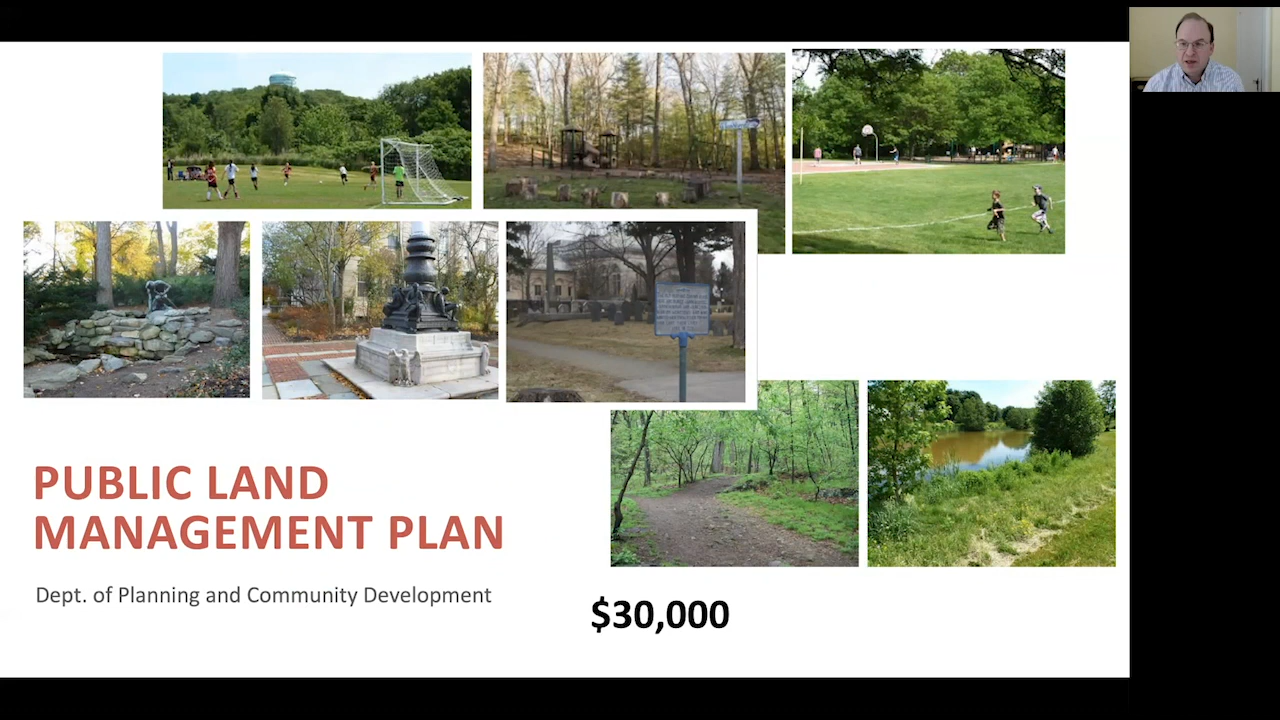 PUBLIC LAND
MANAGEMENT PLAN
Dept. of Planning and Community Development
$30,000